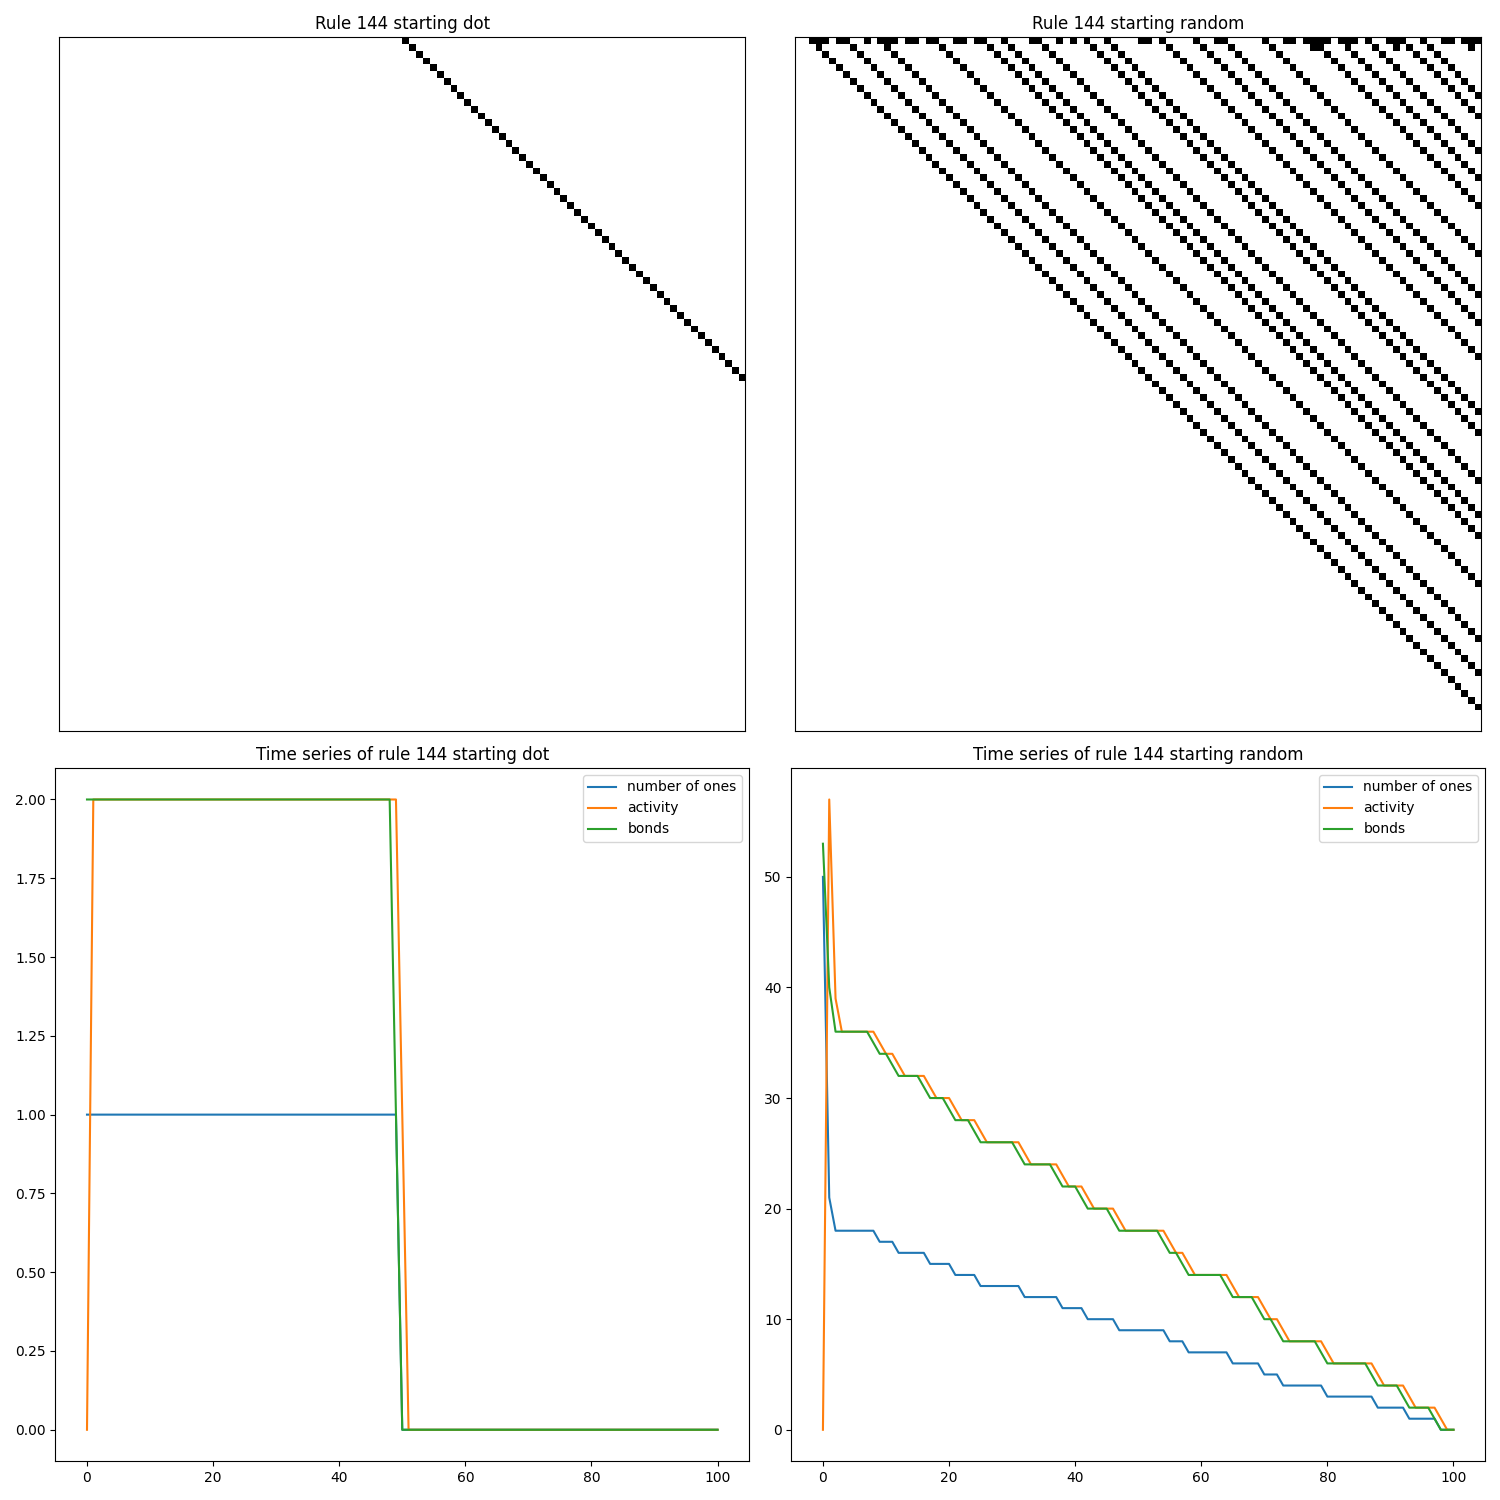 Rule 144 starting dot
Rule 144 starting random
Time series of rule 144 starting dot
2.00
1.75
1.50
1.25
1.00
0.75
0.50
0.25
0.00
0
20
40
60
80
100
number of ones
activity
bonds
Time series of rule 144 starting random
50
40
30
20
10
0
0
20
40
60
80
100
number of ones
activity
bonds